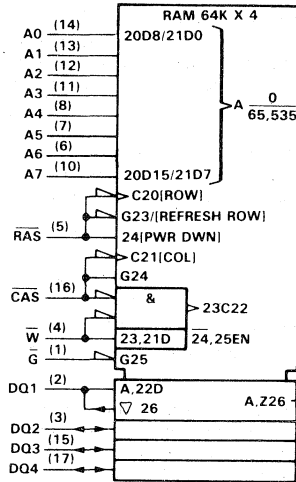 RAM 64K X 4
A0 (14) 20D8/21D0
A1 (13)
A2 (12)
A3 (11)
A4 (8)
A5 (7)
A6 (6)
A7 (10) 20D15/21D7
A 0
65,535
C20[ROW]
G23/[REFRESH ROW]
RAS (5) 24[PWR DWN]
C21[COL]
G24
CAS (16) &
23C22
W (4) 23,21D 24,25EN
G (1) G25
DQ1 (2) A,22D A,Z26
▽ 26
DQ2 (3)
DQ3 (15)
DQ4 (17)